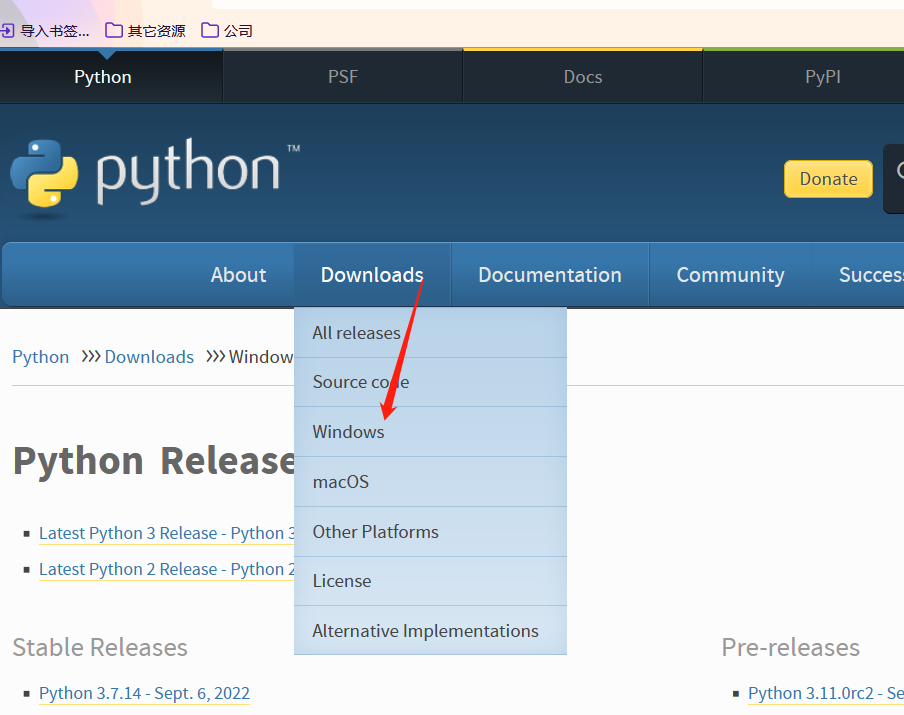 导入书签... 其它资源 公司
Python PSF Docs PyPI
python™
Donate
About Downloads Documentation Community Success
All releases
Python >>> Downloads >>> Window
Source code
Windows
Python Release
macOS
Latest Python 3 Release - Python 3
Other Platforms
Latest Python 2 Release - Python 2
License
Alternative Implementations
Stable Releases Pre-releases
Python 3.7.14 - Sept. 6, 2022 Python 3.11.0rc2 - Se